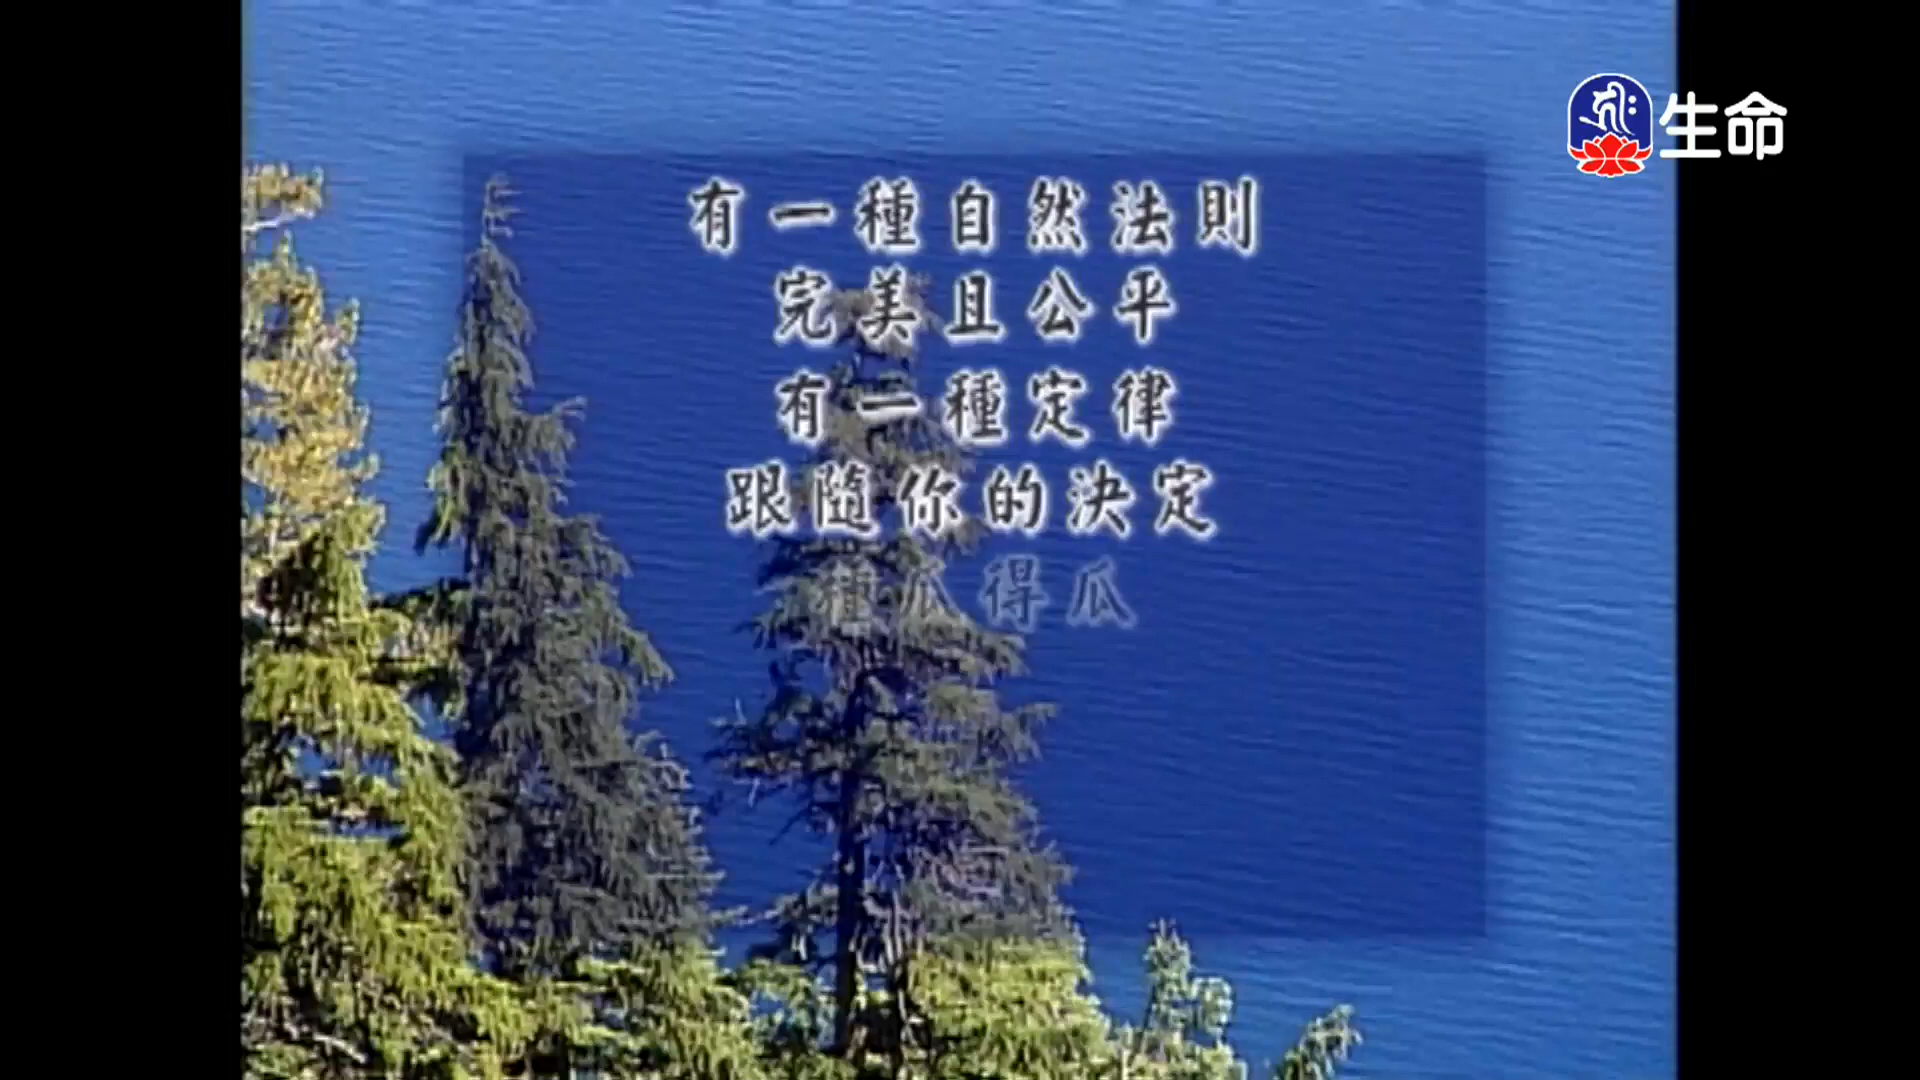 生命
有一種自然法則
完美且公平
有一種定律
跟隨你的決定
種瓜得瓜